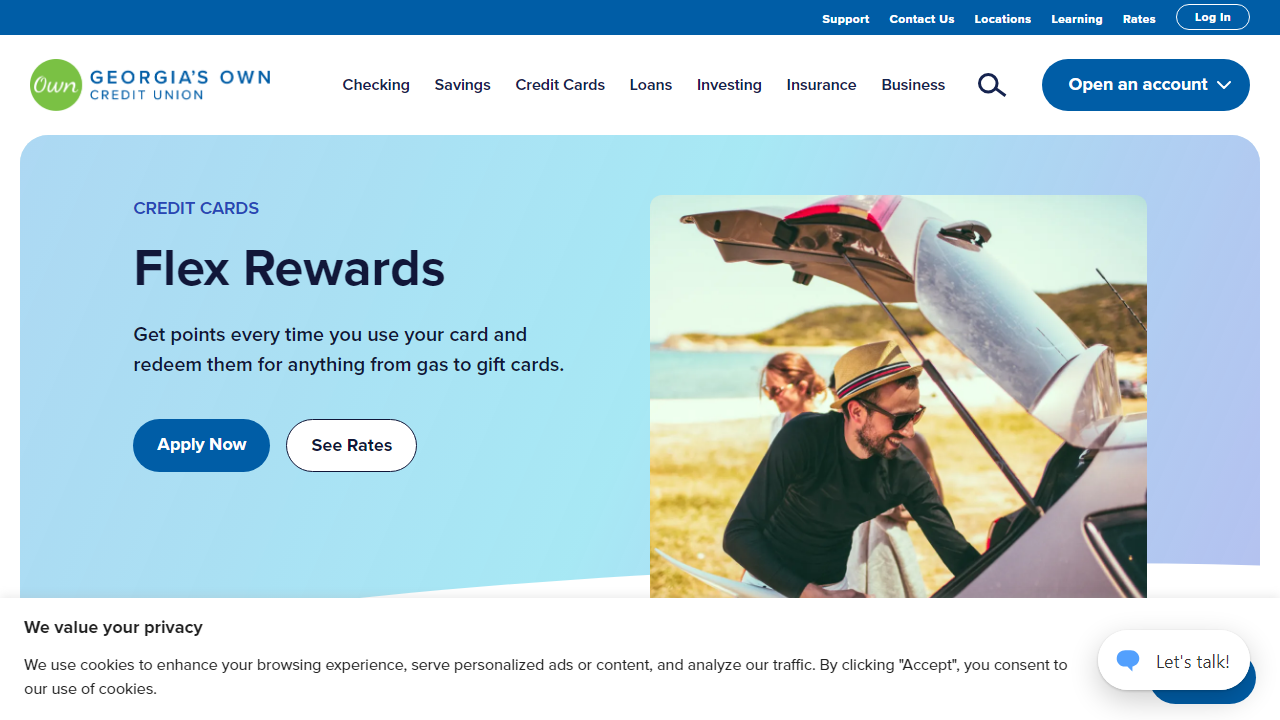 Support Contact Us Locations Learning Rates Log In
Own GEORGIA'S OWN
CREDIT UNION
Checking Savings Credit Cards Loans Investing Insurance Business Open an account
CREDIT CARDS
Flex Rewards
Get points every time you use your card and
redeem them for anything from gas to gift cards.
Apply Now See Rates
We value your privacy
We use cookies to enhance your browsing experience, serve personalized ads or content, and analyze our traffic. By clicking "Accept", you consent to
our use of cookies.
Let's talk!